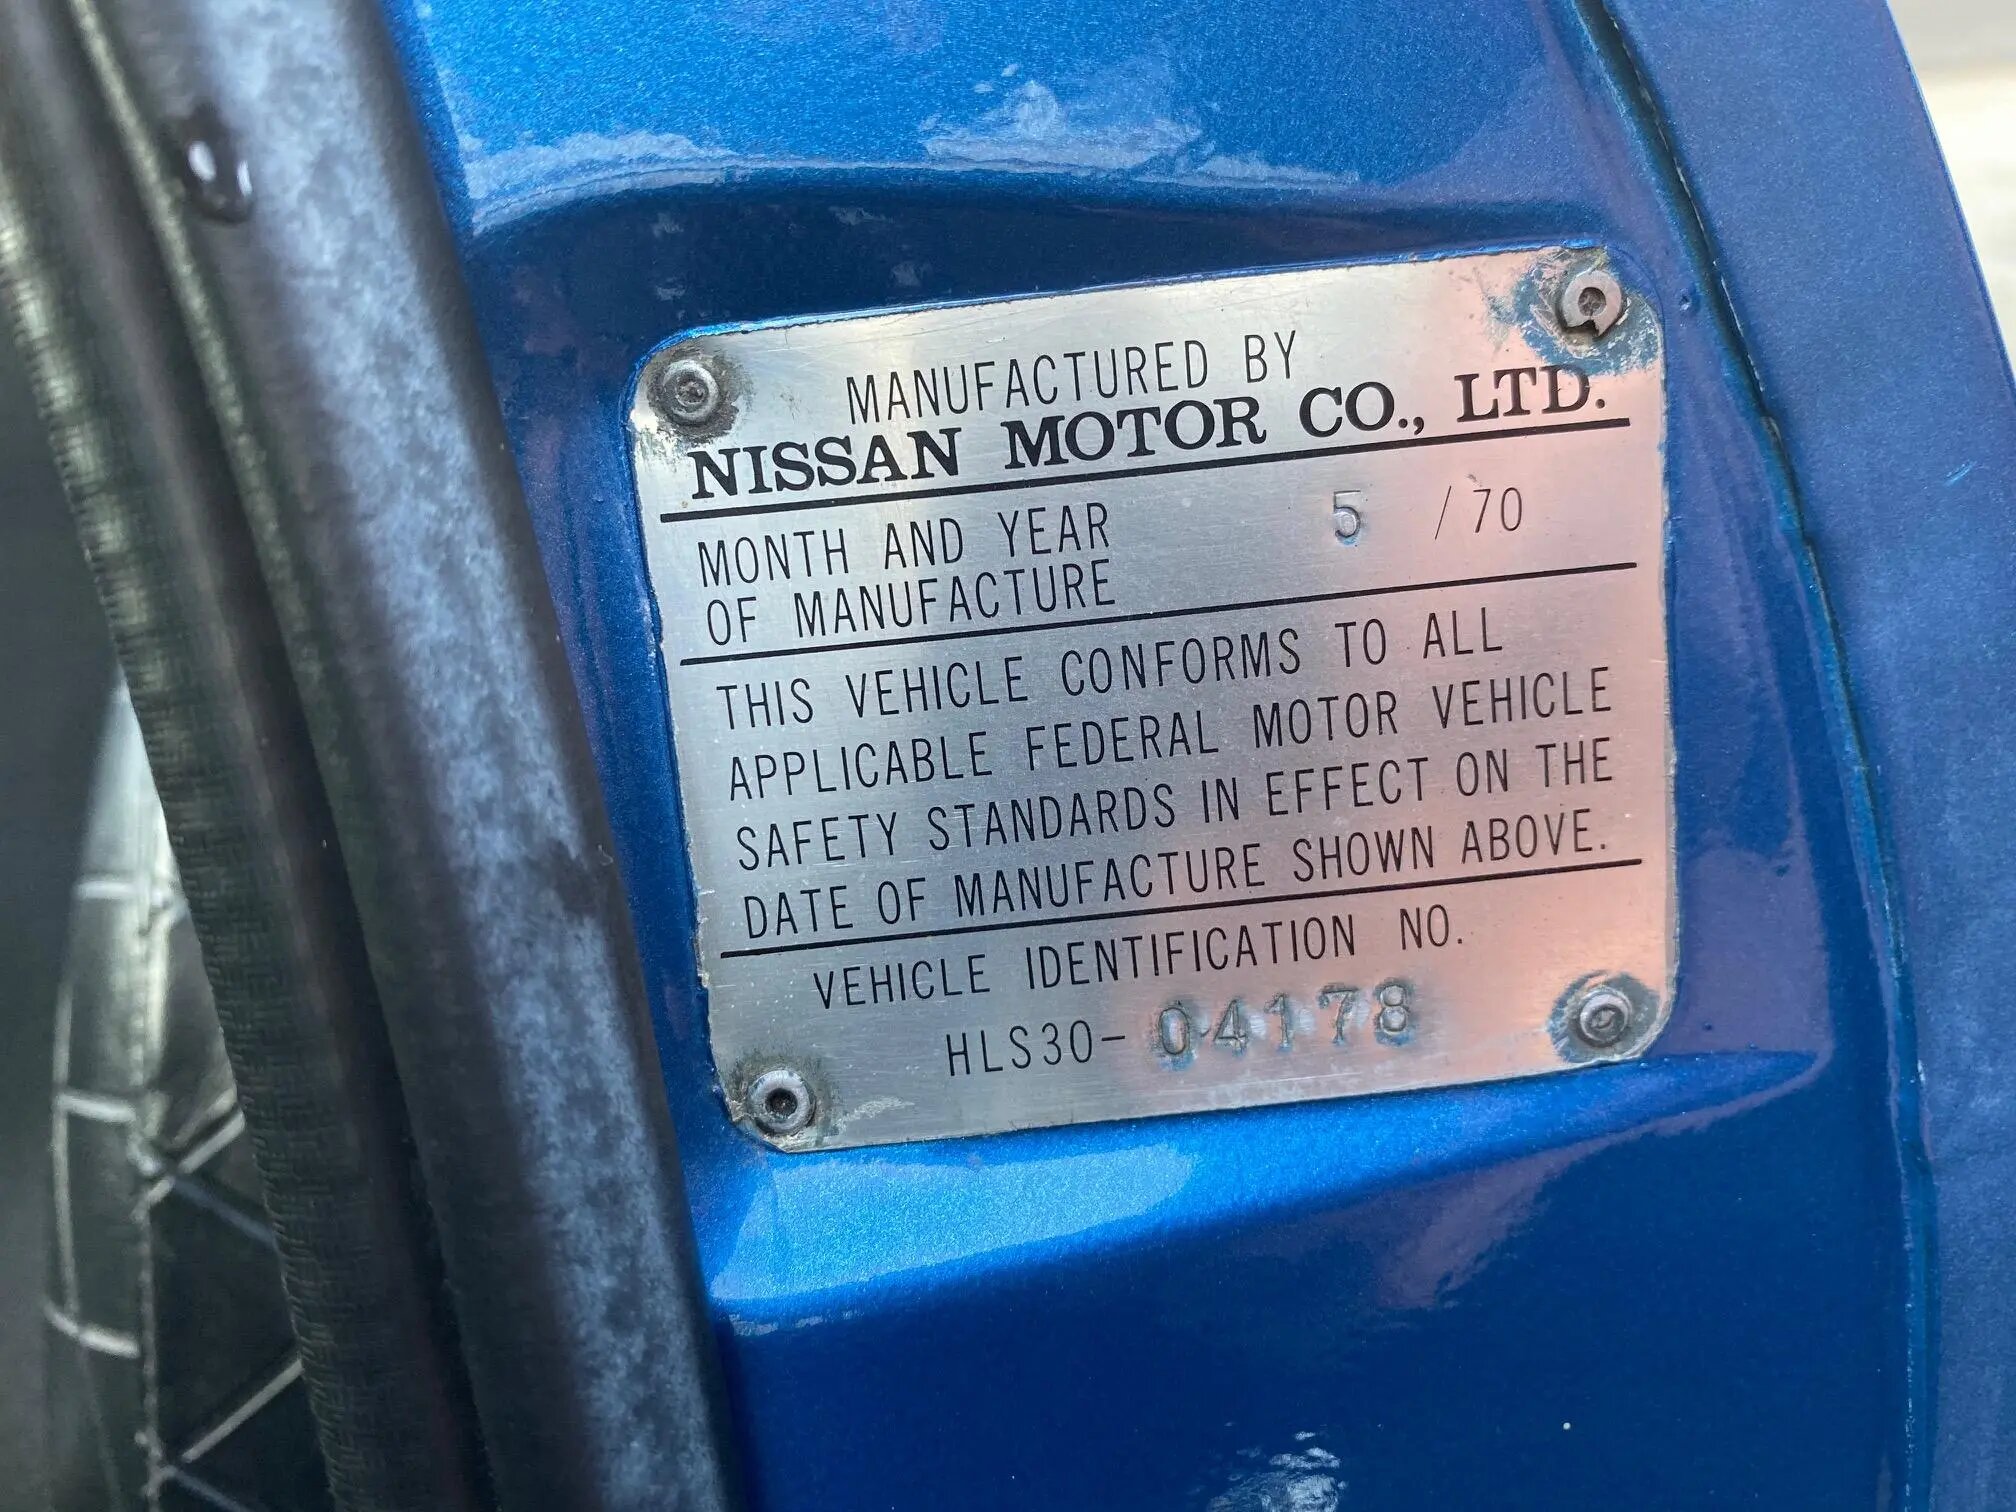 MANUFACTURED BY
NISSAN MOTOR CO., LTD.
MONTH AND YEAR 5 /70
OF MANUFACTURE
THIS VEHICLE CONFORMS TO ALL
APPLICABLE FEDERAL MOTOR VEHICLE
SAFETY STANDARDS IN EFFECT ON THE
DATE OF MANUFACTURE SHOWN ABOVE.
VEHICLE IDENTIFICATION NO.
HLS30-04178